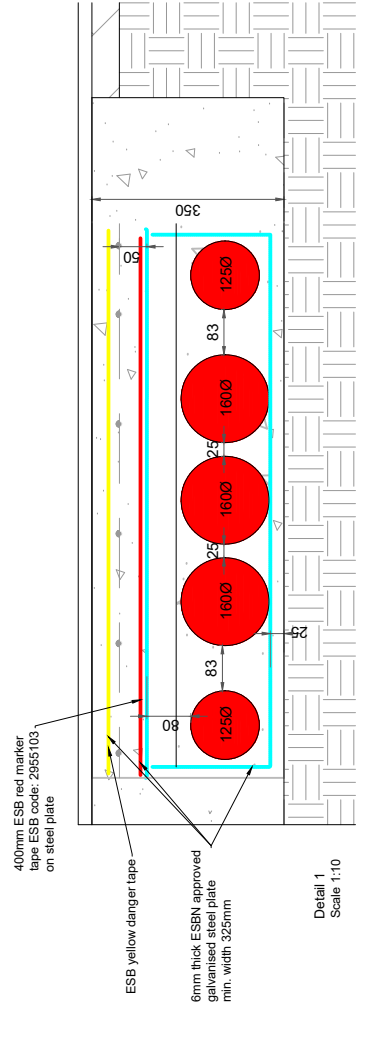 400mm ESB red marker
tape ESB code: 2955103
on steel plate
ESB yellow danger tape
6mm thick ESBN approved
galvanised steel plate
min. width 325mm
350
50
80
125Ø
83
160Ø
25
160Ø
25
160Ø
83
125Ø
25
Detail 1
Scale 1:10